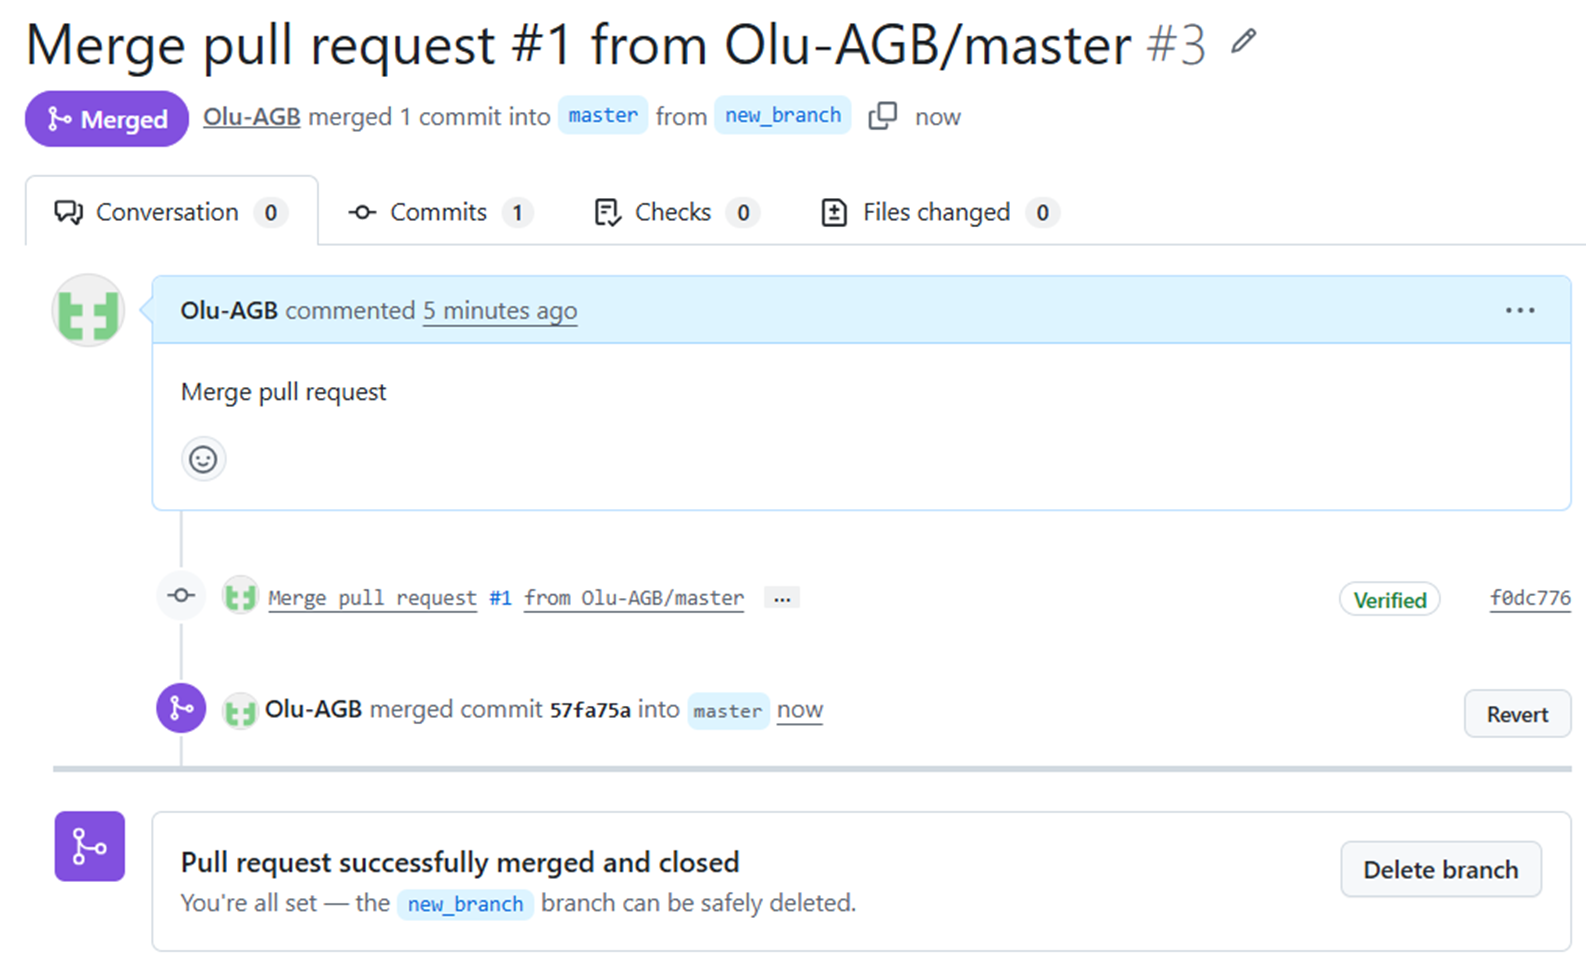 Merge pull request #1 from Olu-AGB/master #3
Merged Olu-AGB merged 1 commit into master from new_branch now
Conversation 0 Commits 1 Checks 0 Files changed 0
Olu-AGB commented 5 minutes ago ...
Merge pull request
Merge pull request #1 from Olu-AGB/master ... Verified f0dc776
Olu-AGB merged commit 57fa75a into master now Revert
Pull request successfully merged and closed
You're all set — the new_branch branch can be safely deleted.
Delete branch